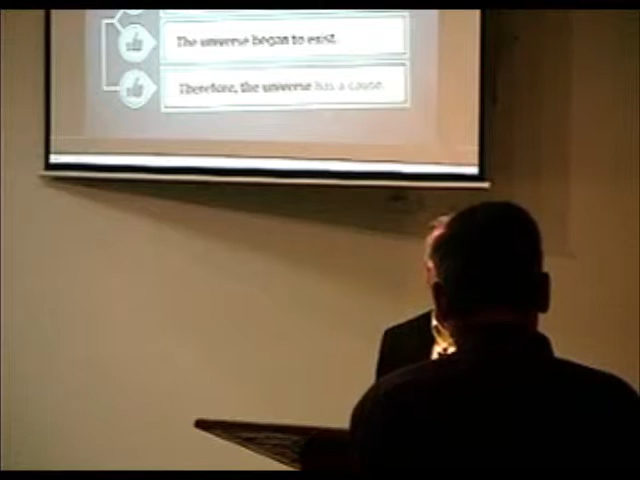 The universe began to exist.
Therefore, the universe has a cause.